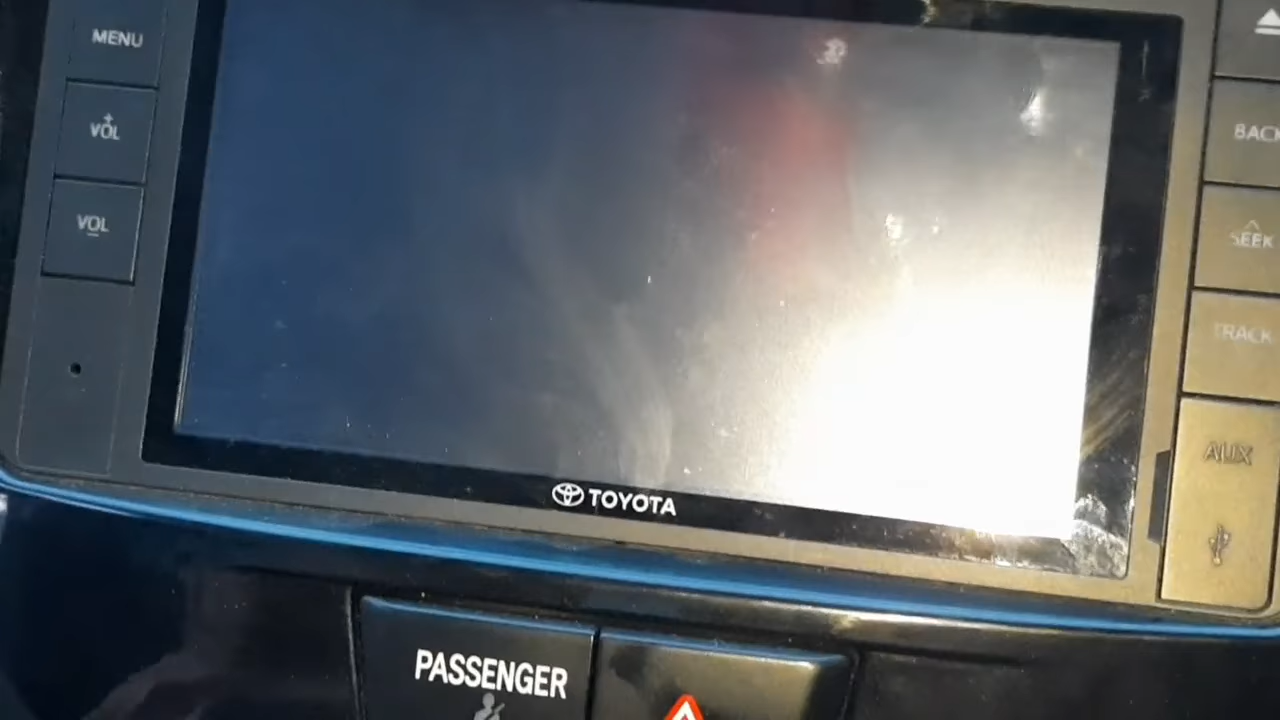 MENU
VOL
+
VOL
−
BACK
SEEK
TRACK
AUX
TOYOTA
PASSENGER